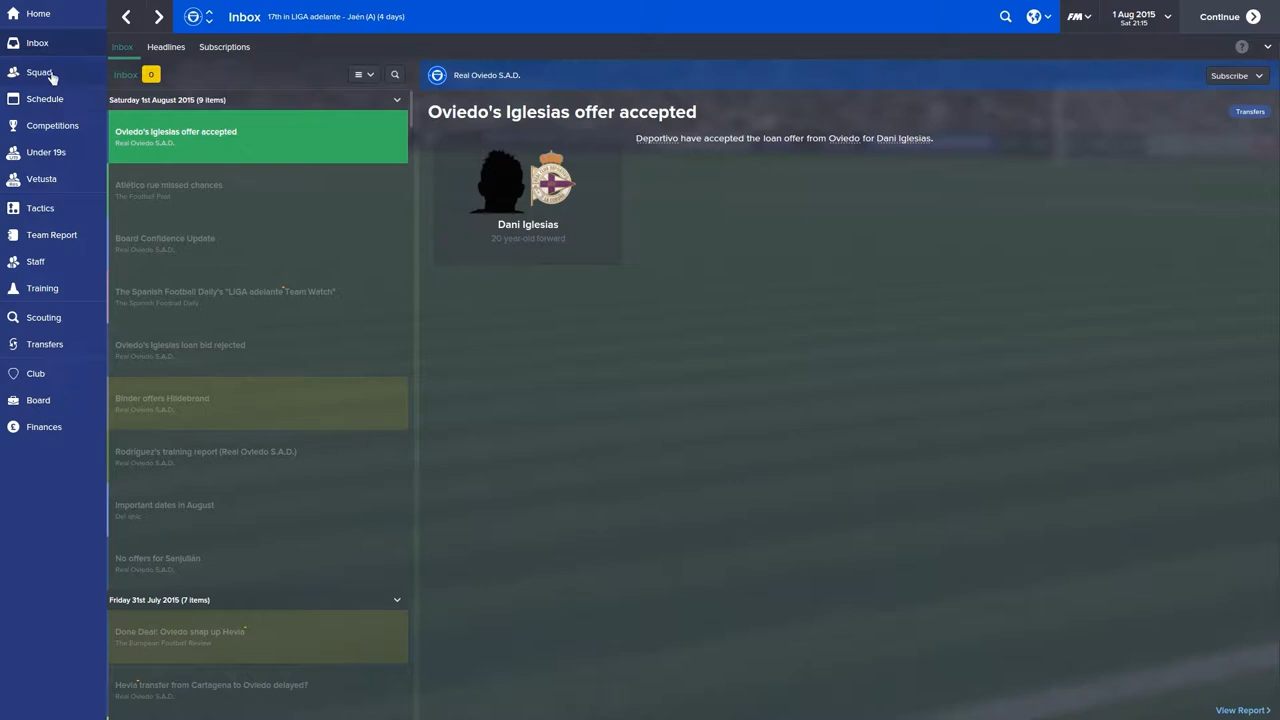 Home
Inbox
17th in LIGA adelante - Jaén (A) (4 days)
FM
1 Aug 2015
Sat 21:15
Continue
Inbox
Squad
Schedule
Competitions
U19
Under 19s
Res
Vetusta
Tactics
Team Report
Staff
Training
Scouting
Transfers
Club
Board
Finances
Inbox
Headlines
Subscriptions
?
Inbox
0
Saturday 1st August 2015 (9 items)
Oviedo's Iglesias offer accepted
Real Oviedo S.A.D.
Atlético rue missed chances
The Football Post
Board Confidence Update
Real Oviedo S.A.D.
The Spanish Football Daily's "LIGA adelante Team Watch"
The Spanish Football Daily
Oviedo's Iglesias loan bid rejected
Real Oviedo S.A.D.
Binder offers Hildebrand
Real Oviedo S.A.D.
Rodríguez's training report (Real Oviedo S.A.D.)
Real Oviedo S.A.D.
Important dates in August
No offers for Sanjulián
Real Oviedo S.A.D.
Friday 31st July 2015 (7 items)
Done Deal: Oviedo snap up Hevia
The European Football Review
Hevia transfer from Cartagena to Oviedo delayed?
Real Oviedo S.A.D.
Real Oviedo S.A.D.
Subscribe
Oviedo's Iglesias offer accepted
Transfers
Deportivo have accepted the loan offer from Oviedo for Dani Iglesias.
Dani Iglesias
20 year-old forward
View Report